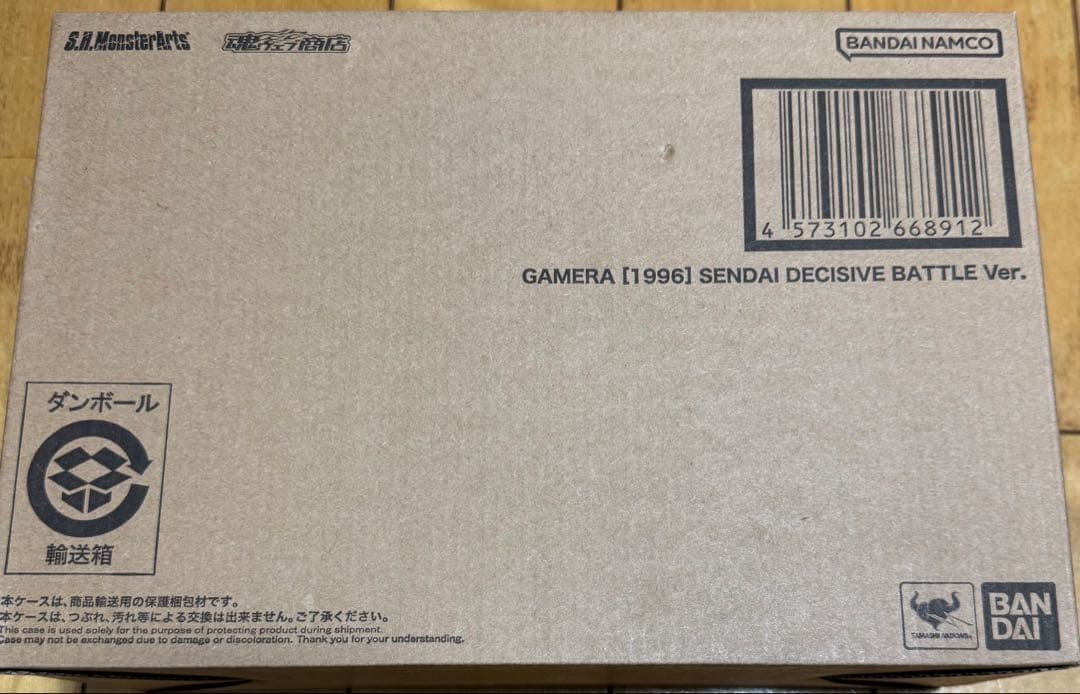 S.H.MonsterArts
魂ウェブ商店
BANDAI NAMCO
4 573102 668912
GAMERA [1996] SENDAI DECISIVE BATTLE Ver.
ダンボール
輸送箱
本ケースは、商品輸送用の保護梱包材です。
本ケースは、つぶれ、汚れ等による交換は出来ません。ご了承ください。
This case is used solely for the purpose of protecting product during shipment.
Case may not be exchanged due to damage or discoloration. Thank you for your understanding.
TAMASHII NATIONS
BAN
DAI